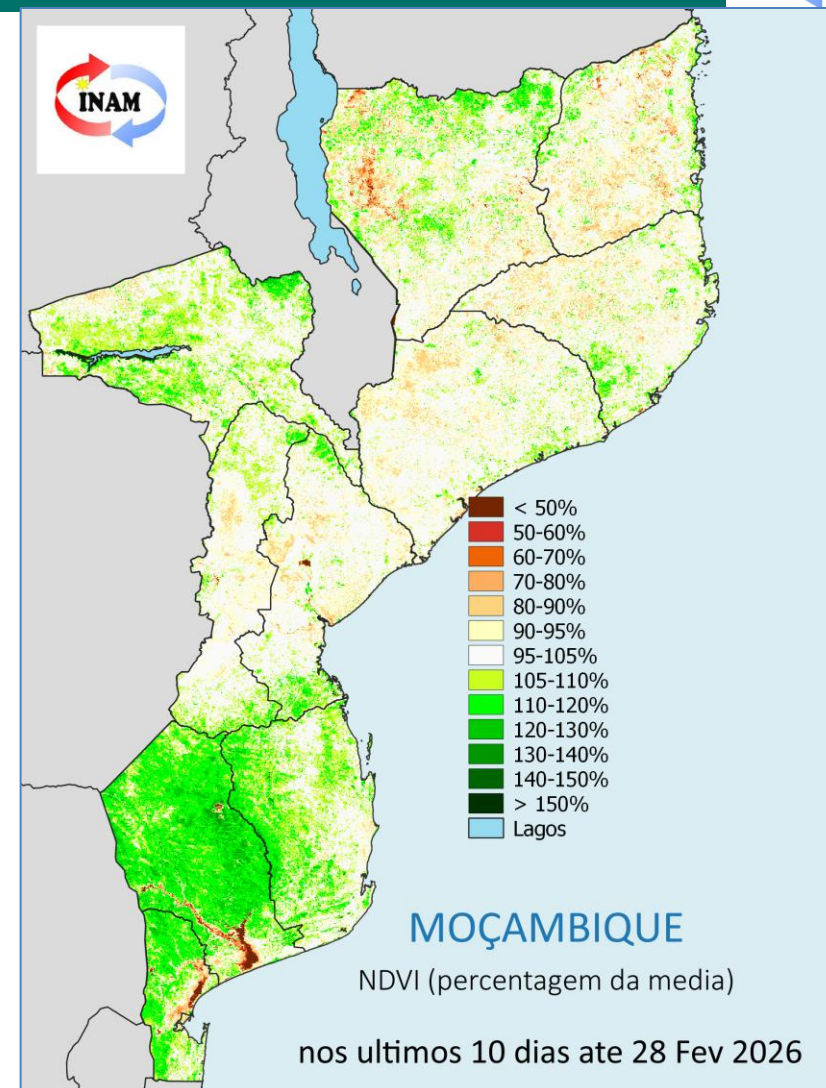 INAM
< 50%
50-60%
60-70%
70-80%
80-90%
90-95%
95-105%
105-110%
110-120%
120-130%
130-140%
140-150%
> 150%
Lagos
MOÇAMBIQUE
NDVI (percentagem da media)
nos ultimos 10 dias ate 28 Fev 2026